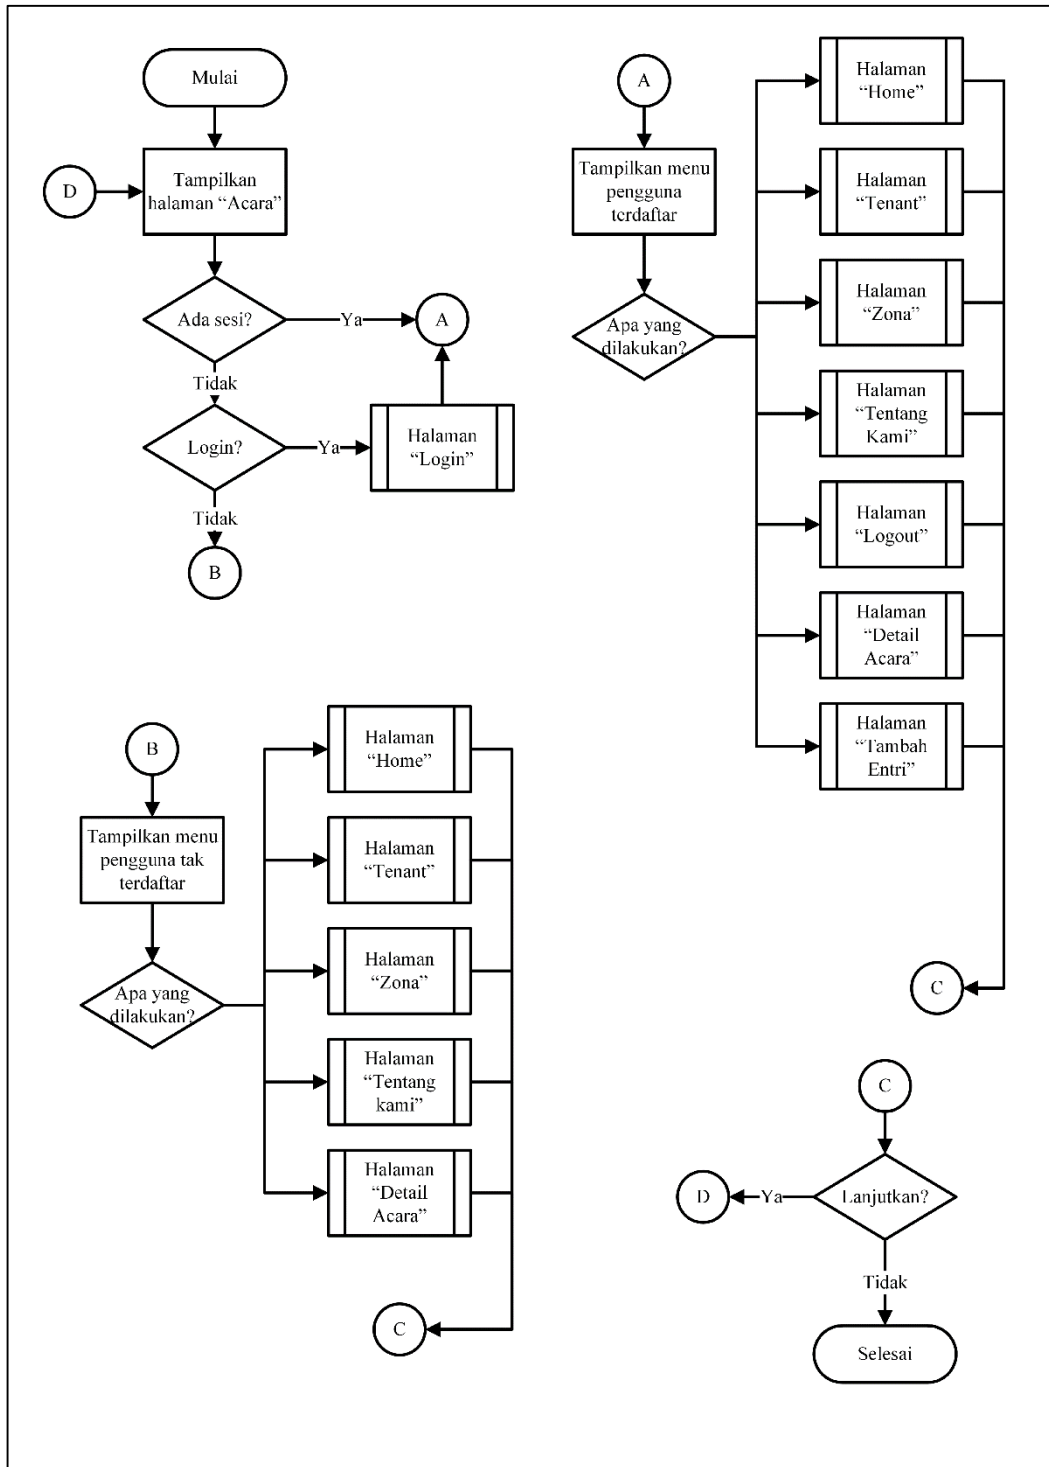 Mulai
D
Tampilkan
halaman “Acara”
Ada sesi?
Ya
A
Tidak
Login?
Ya
Halaman
“Login”
Tidak
B
A
Tampilkan menu
pengguna
terdaftar
Apa yang
dilakukan?
Halaman
“Home”
Halaman
“Tenant”
Halaman
“Zona”
Halaman
“Tentang
Kami”
Halaman
“Logout”
Halaman
“Detail
Acara”
Halaman
“Tambah
Entri”
C
B
Tampilkan menu
pengguna tak
terdaftar
Apa yang
dilakukan?
Halaman
“Home”
Halaman
“Tenant”
Halaman
“Zona”
Halaman
“Tentang
kami”
Halaman
“Detail
Acara”
C
C
Lanjutkan?
Ya
D
Tidak
Selesai